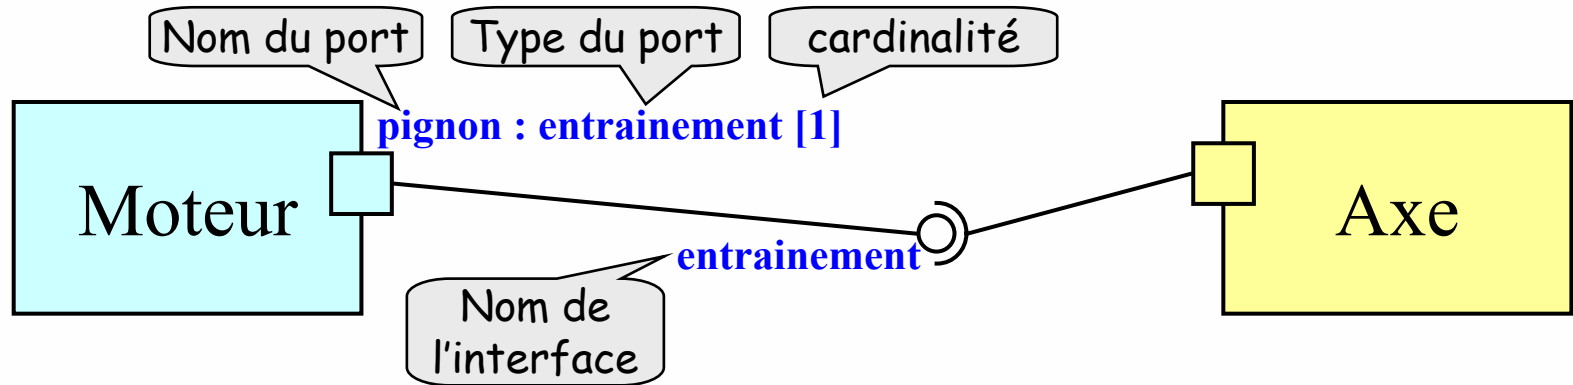 Nom du port
Type du port
cardinalité
pignon : entrainement [1]
Moteur
Axe
entrainement
Nom de
l'interface